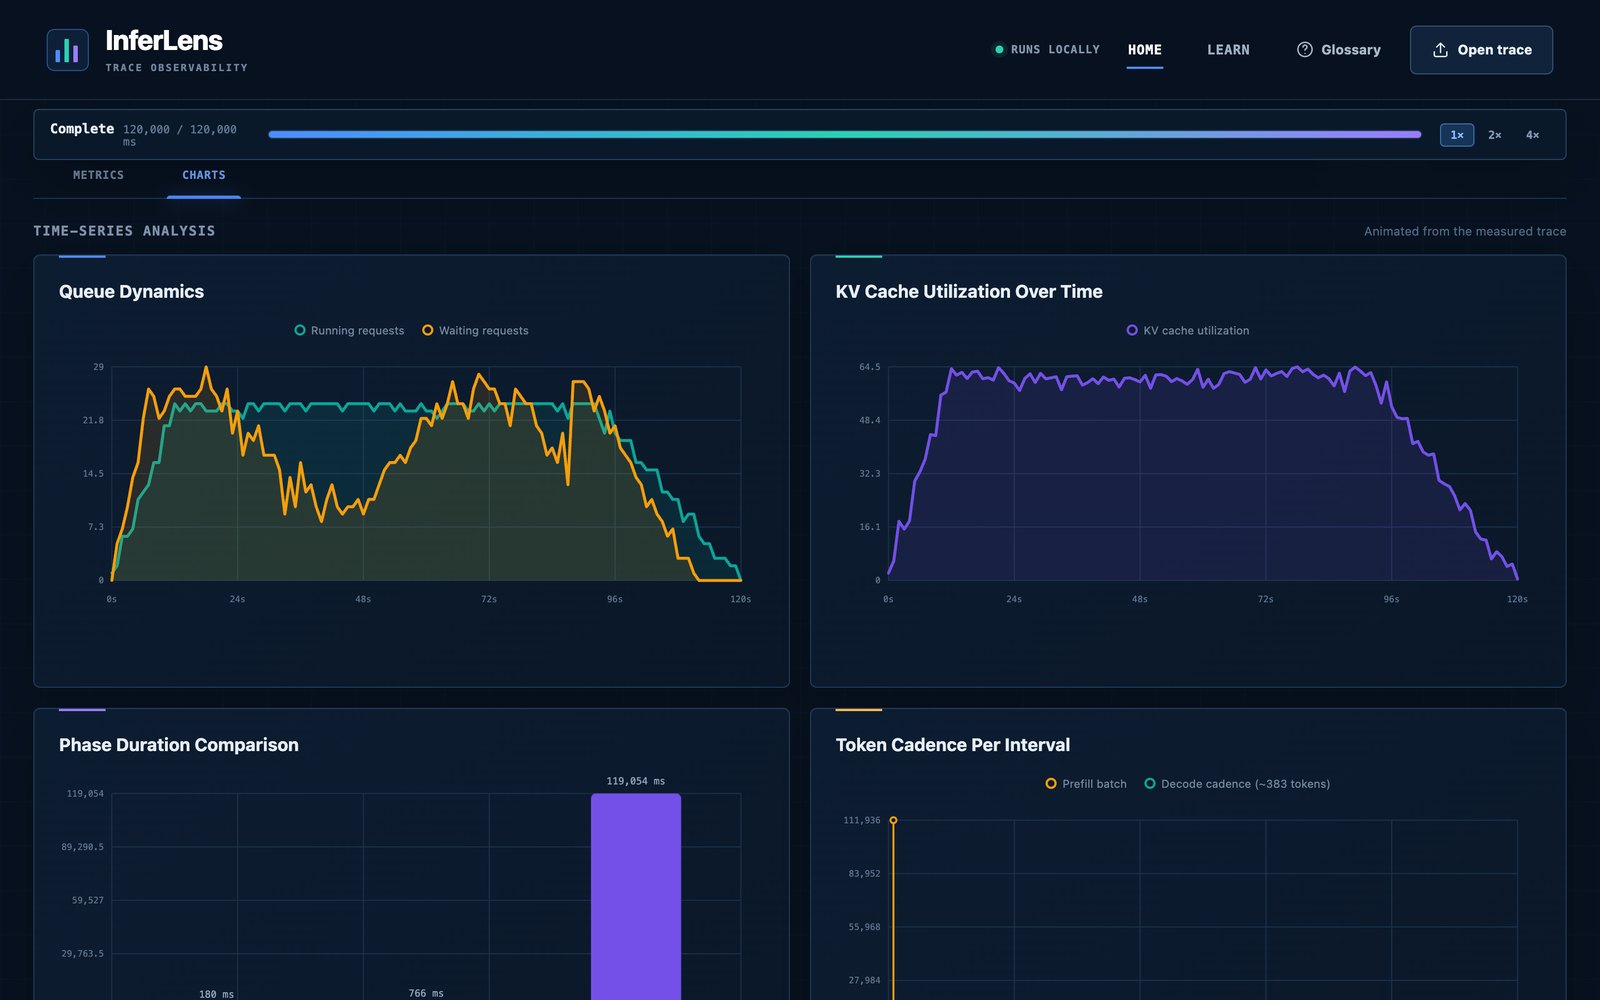 InferLens
TRACE OBSERVABILITY
RUNS LOCALLY
HOME
LEARN
Glossary
Open trace
Complete 120,000 / 120,000 ms
1×
2×
4×
METRICS
CHARTS
TIME-SERIES ANALYSIS
Animated from the measured trace
Queue Dynamics
Running requests
Waiting requests
29
21.8
14.5
7.3
0
0s
24s
48s
72s
96s
120s
KV Cache Utilization Over Time
KV cache utilization
64.5
48.4
32.3
16.1
0
0s
24s
48s
72s
96s
120s
Phase Duration Comparison
119,054 ms
119,054
89,290.5
59,527
29,763.5
180 ms
766 ms
Token Cadence Per Interval
Prefill batch
Decode cadence (~383 tokens)
111,936
83,952
55,968
27,984